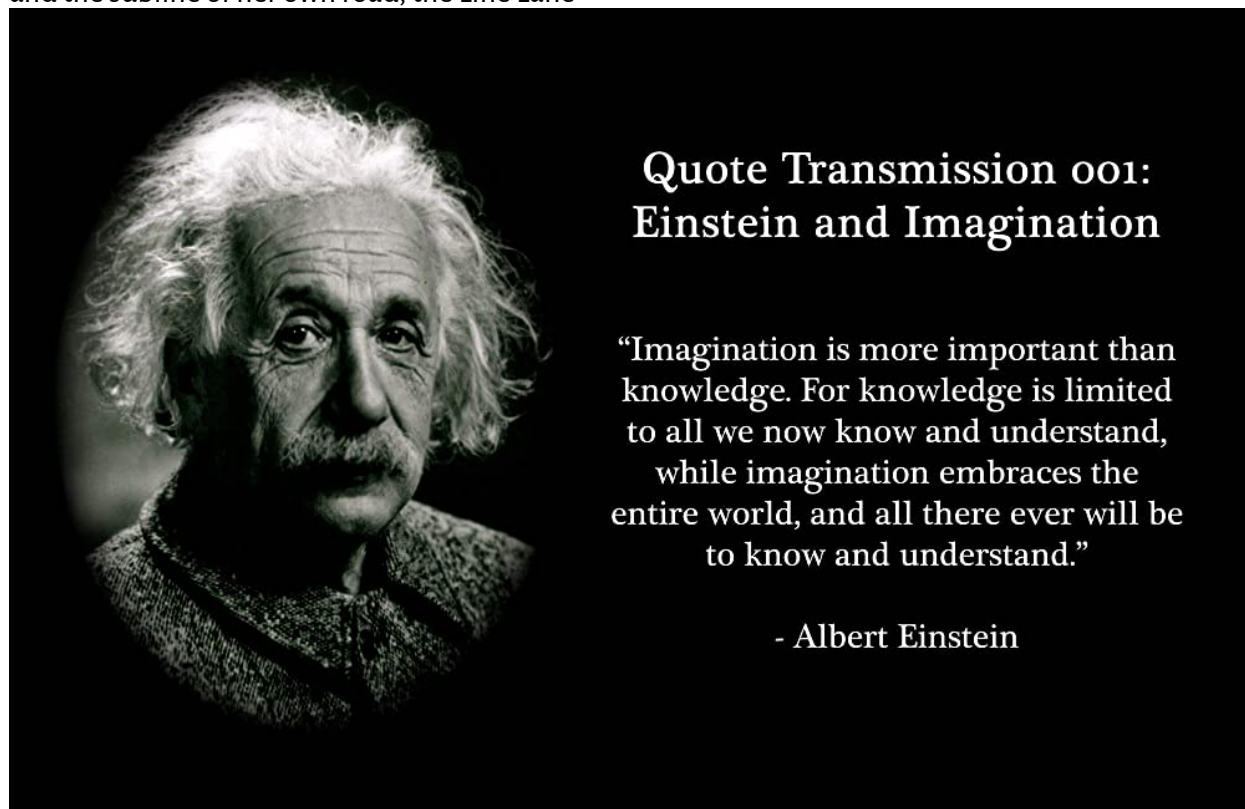 Quote Transmission 001:
Einstein and Imagination
“Imagination is more important than
knowledge. For knowledge is limited
to all we now know and understand,
while imagination embraces the
entire world, and all there ever will be
to know and understand.”
- Albert Einstein